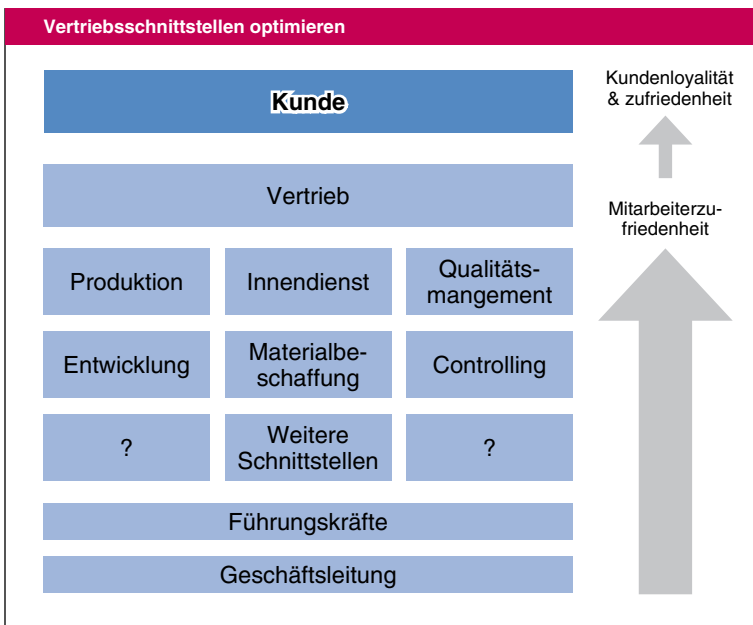 Vertriebsschnittstellen optimieren
Kunde
Kundenloyalität
& zufriedenheit
Vertrieb
Mitarbeiterzu-
friedenheit
Produktion
Innendienst
Qualitäts-
mangement
Entwicklung
Materialbe-
schaffung
Controlling
?
Weitere
Schnittstellen
?
Führungskräfte
Geschäftsleitung